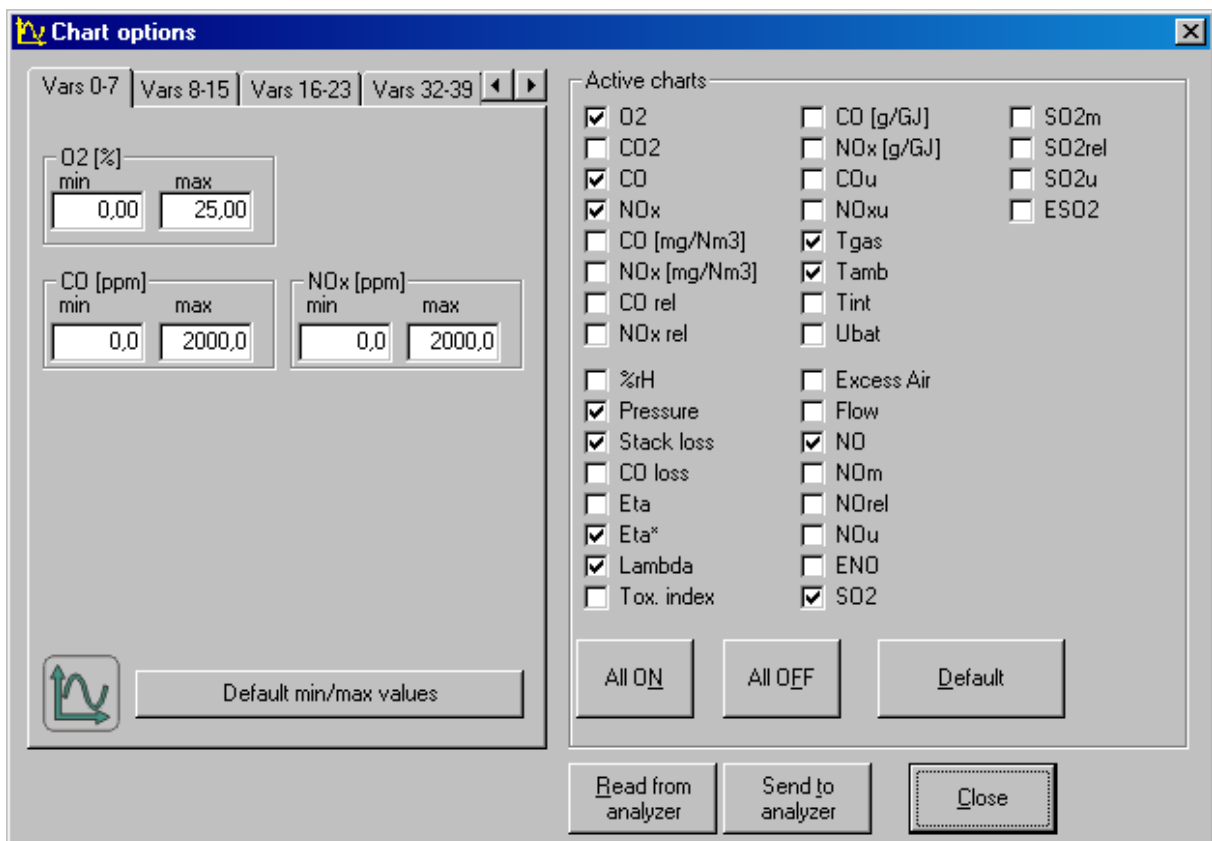 Chart options
Vars 0-7 Vars 8-15 Vars 16-23 Vars 32-39
O2 [%]
min max
0,00 25,00
CO [ppm]
min max
0,0 2000,0
NOx [ppm]
min max
0,0 2000,0
Default min/max values
Active charts
O2
CO2
CO
NOx
CO [mg/Nm3]
NOx [mg/Nm3]
CO rel
NOx rel
%rH
Pressure
Stack loss
CO loss
Eta
Eta*
Lambda
Tox. index
CO [g/GJ]
NOx [g/GJ]
COu
NOxu
Tgas
Tamb
Tint
Ubat
Excess Air
Flow
NO
NOm
NOrel
NOu
ENO
SO2
SO2m
SO2rel
SO2u
ESO2
All ON All OFF Default
Read from
analyzer
Send to
analyzer
Close